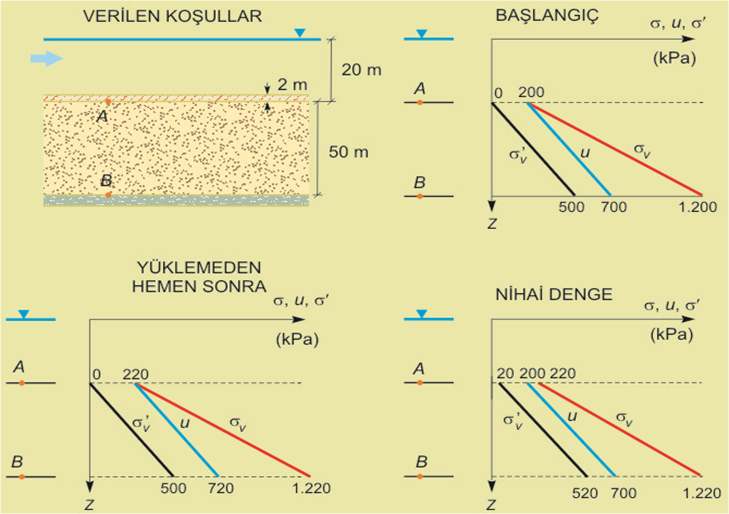 VERİLEN KOŞULLAR
20 m
2 m
A
50 m
B
BAŞLANGIÇ
σ, u, σ′
(kPa)
A
0 200
σ′v u σv
B
500 700 1.200
Z
YÜKLEMEDEN
HEMEN SONRA
σ, u, σ′
(kPa)
A
0 220
σ′v u σv
B
500 720 1.220
Z
NİHAİ DENGE
σ, u, σ′
(kPa)
A
20 200 220
σ′v u σv
B
520 700 1.220
Z